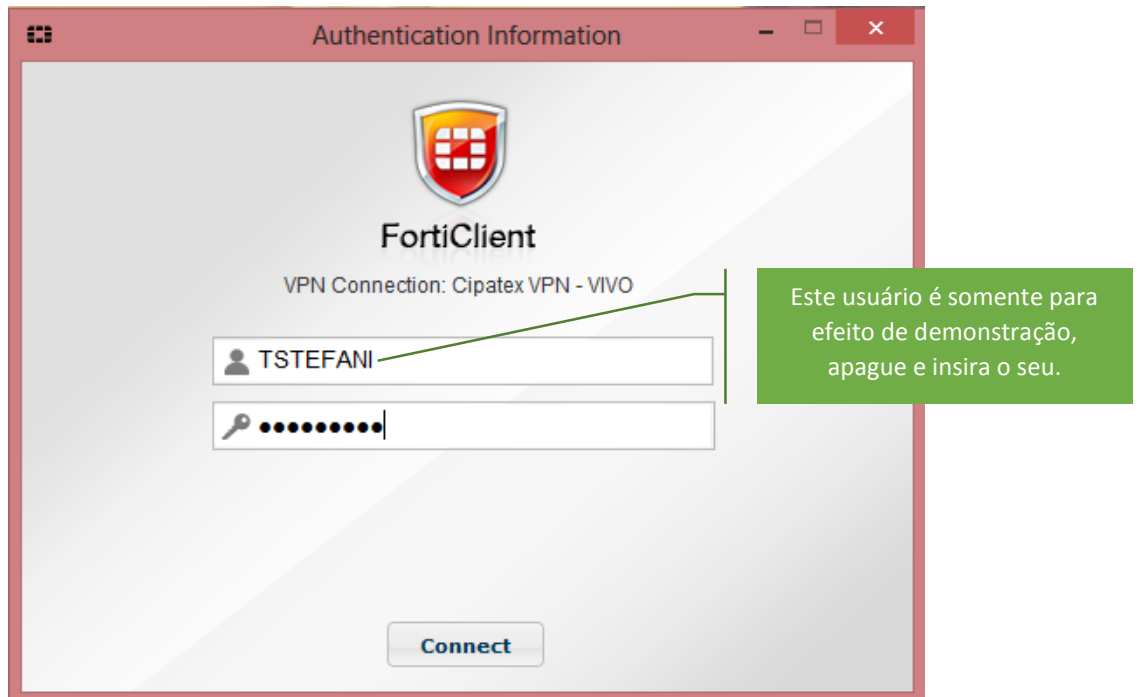 Authentication Information
FortiClient
VPN Connection: Cipatex VPN - VIVO
Este usuário é somente para
efeito de demonstração,
apague e insira o seu.
TSTEFANI
•••••••••
Connect